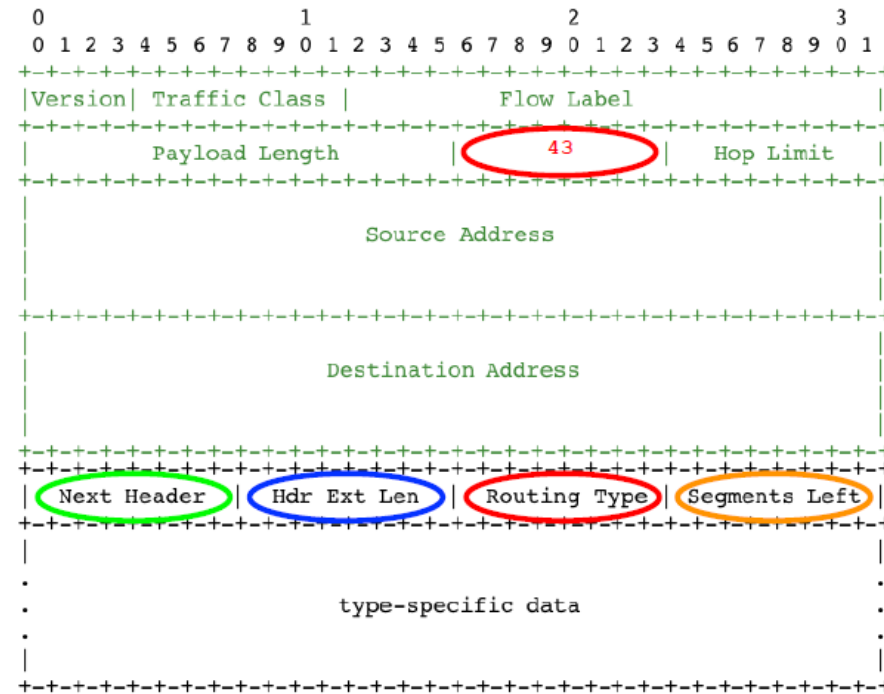 0                   1                   2                   3
0 1 2 3 4 5 6 7 8 9 0 1 2 3 4 5 6 7 8 9 0 1 2 3 4 5 6 7 8 9 0 1
+-+-+-+-+-+-+-+-+-+-+-+-+-+-+-+-+-+-+-+-+-+-+-+-+-+-+-+-+-+-+-+-
|Version| Traffic Class | Flow Label |
+-+-+-+-+-+-+-+-+-+-+-+-+-+-+-+-+-+-+-+-+-+-+-+-+-+-+-+-+-+-+-+-
| Payload Length | 43 | Hop Limit |
+-+-+-+-+-+-+-+-+-+-+-+-+-+-+-+-+-+-+-+-+-+-+-+-+-+-+-+-+-+-+-+-
Source Address
+-+-+-+-+-+-+-+-+-+-+-+-+-+-+-+-+-+-+-+-+-+-+-+-+-+-+-+-+-+-+-+-
Destination Address
+-+-+-+-+-+-+-+-+-+-+-+-+-+-+-+-+-+-+-+-+-+-+-+-+-+-+-+-+-+-+-+-
+-+-+-+-+-+-+-+-+-+-+-+-+-+-+-+-+-+-+-+-+-+-+-+-+-+-+-+-+-+-+-+-
| Next Header | Hdr Ext Len | Routing Type | Segments Left |
+-+-+-+-+-+-+-+-+-+-+-+-+-+-+-+-+-+-+-+-+-+-+-+-+-+-+-+-+-+-+-+-
type-specific data
+-+-+-+-+-+-+-+-+-+-+-+-+-+-+-+-+-+-+-+-+-+-+-+-+-+-+-+-+-+-+-+-